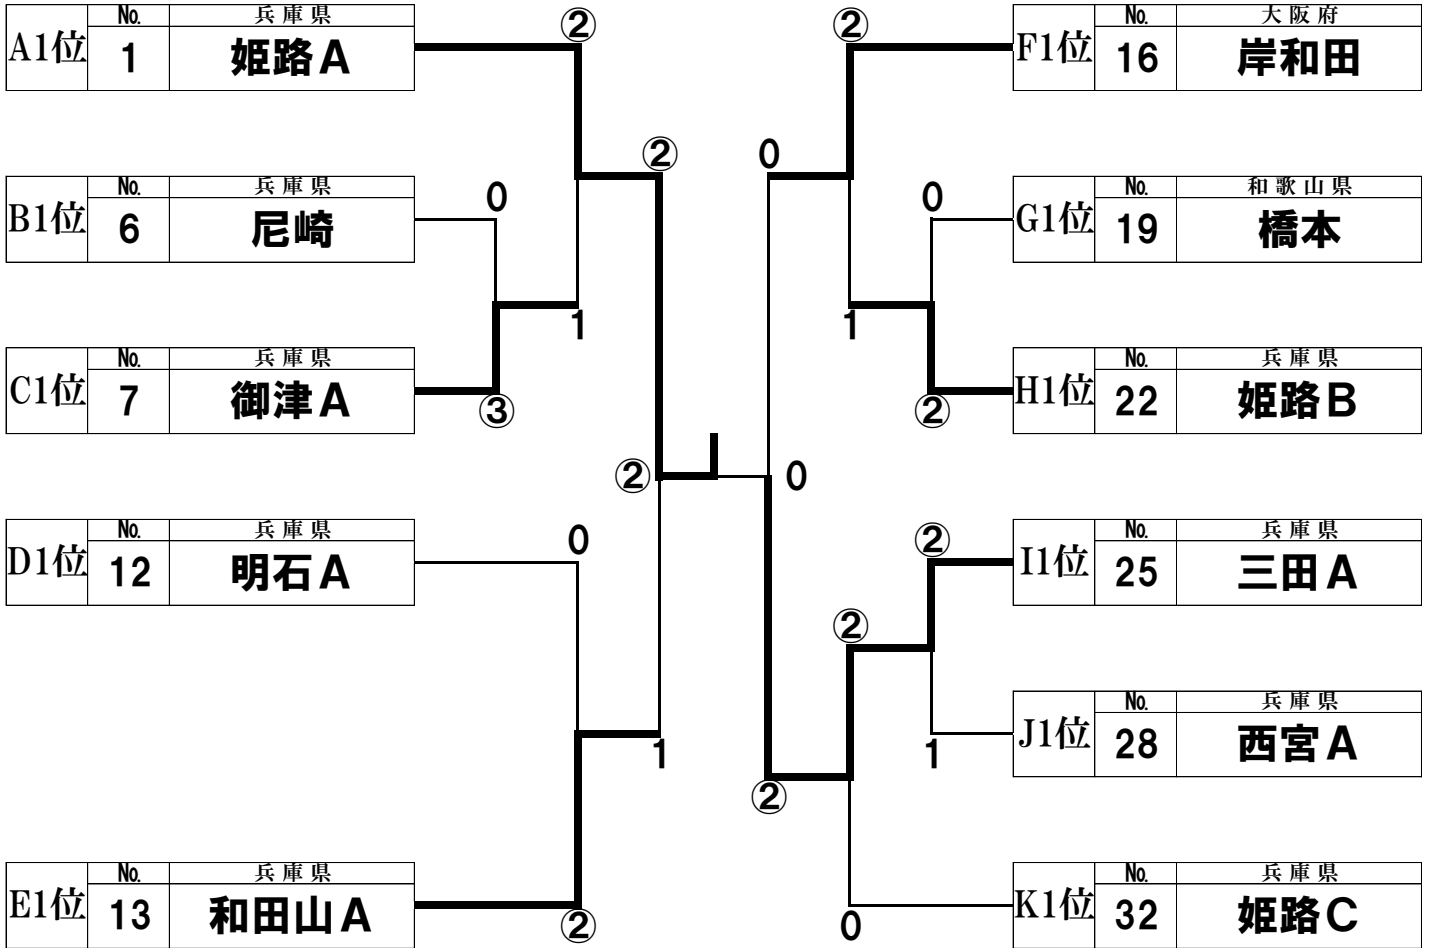 A1位 No. 兵庫県
1 姫路A
B1位 No. 兵庫県
6 尼崎
C1位 No. 兵庫県
7 御津A
D1位 No. 兵庫県
12 明石A
E1位 No. 兵庫県
13 和田山A
②
②
0
1
③
②
0
1
②
②
0
0
1
②
0
②
②
②
1
0
F1位 No. 大阪府
16 岸和田
G1位 No. 和歌山県
19 橋本
H1位 No. 兵庫県
22 姫路B
I1位 No. 兵庫県
25 三田A
J1位 No. 兵庫県
28 西宮A
K1位 No. 兵庫県
32 姫路C